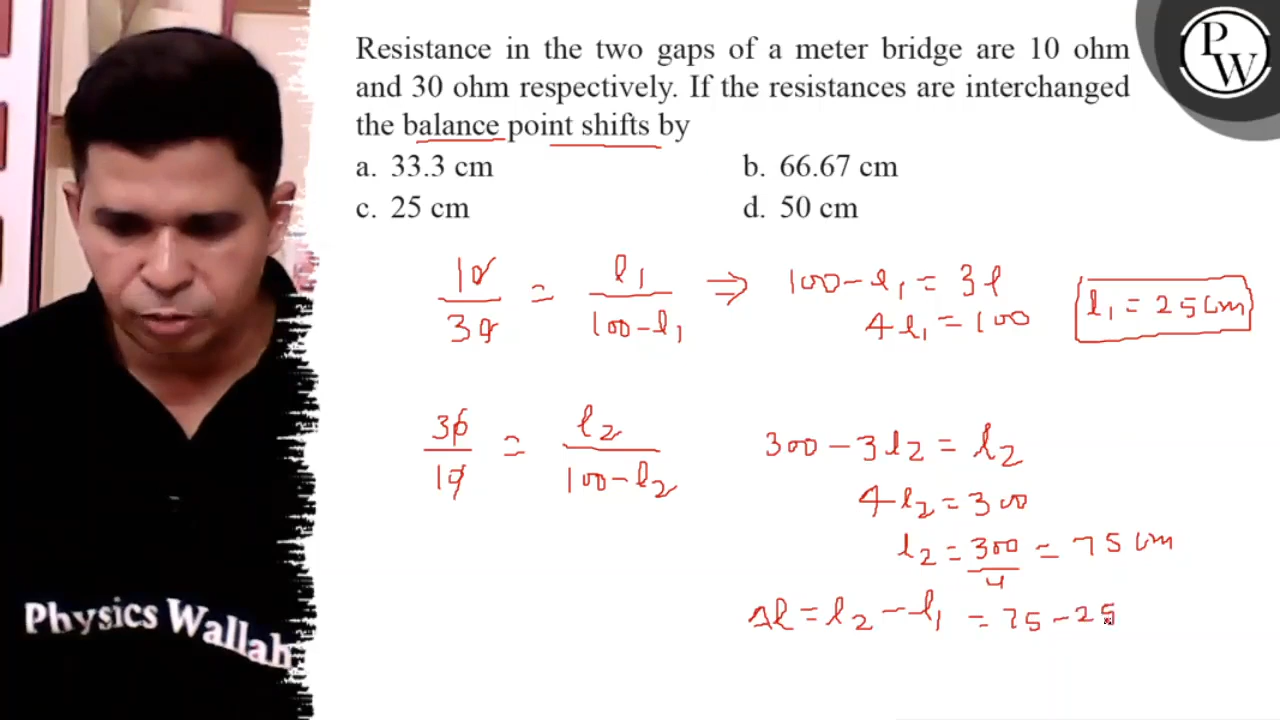 PW
Resistance in the two gaps of a meter bridge are 10 ohm
and 30 ohm respectively. If the resistances are interchanged
the balance point shifts by
a. 33.3 cm b. 66.67 cm
c. 25 cm d. 50 cm
10/30 = l₁/100-l₁ ⇒ 100-l₁ = 3l
4l₁ = 100
l₁ = 25cm
30/10 = l₂/100-l₂
300-3l₂ = l₂
4l₂ = 300
l₂ = 300/4 = 75 cm
Δl = l₂ - l₁ = 75 - 25
Physics Wallah